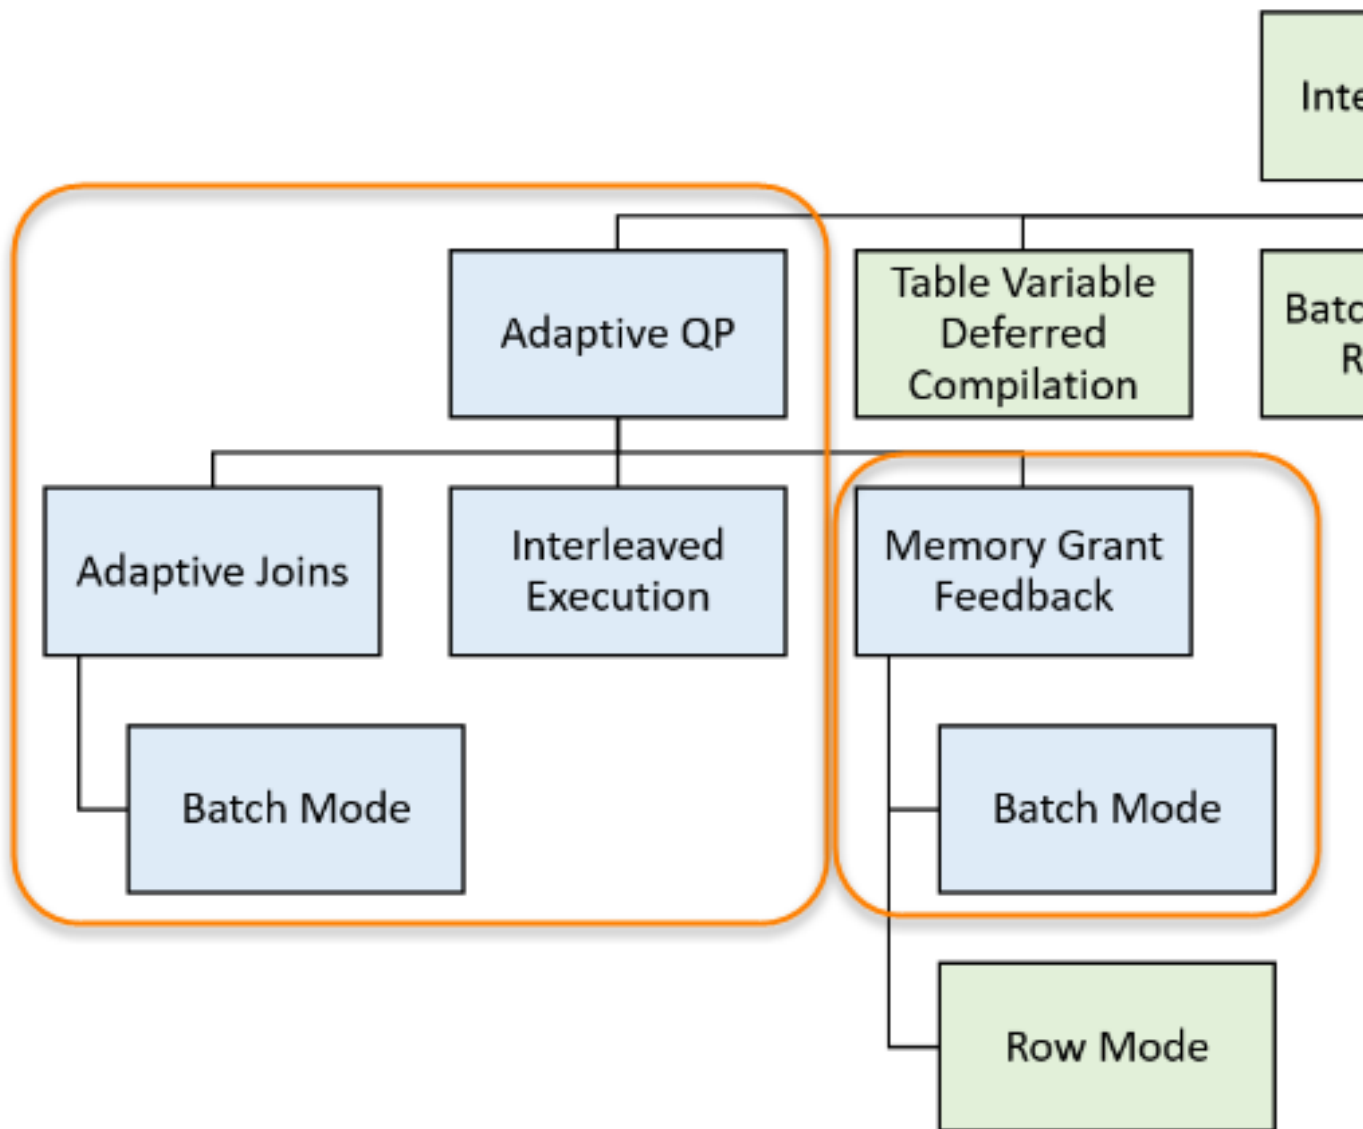 Adaptive QP
Table Variable
Deferred
Compilation
Adaptive Joins
Interleaved
Execution
Memory Grant
Feedback
Batch Mode
Batch Mode
Row Mode